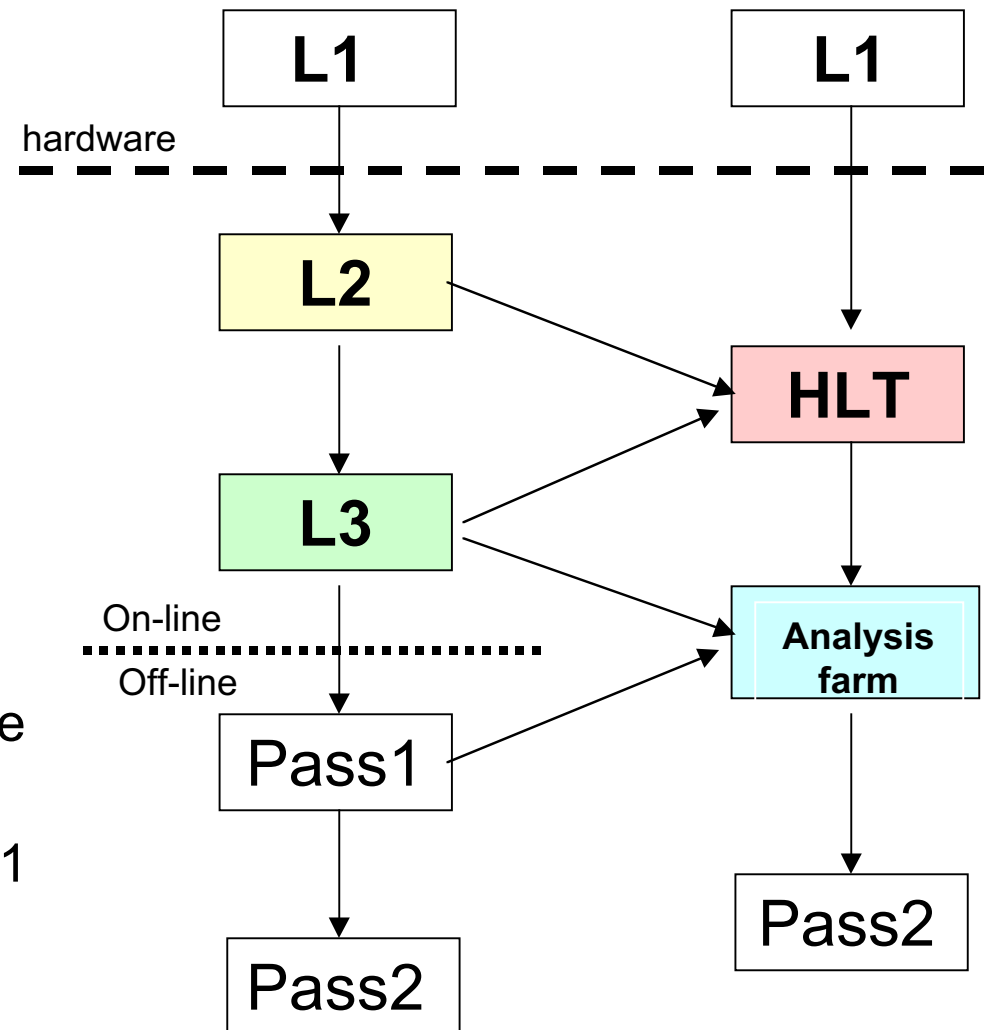 L1
L1
hardware
L2
HLT
L3
On-line
Off-line
Analysis
farm
e
Pass1
1
Pass2
Pass2